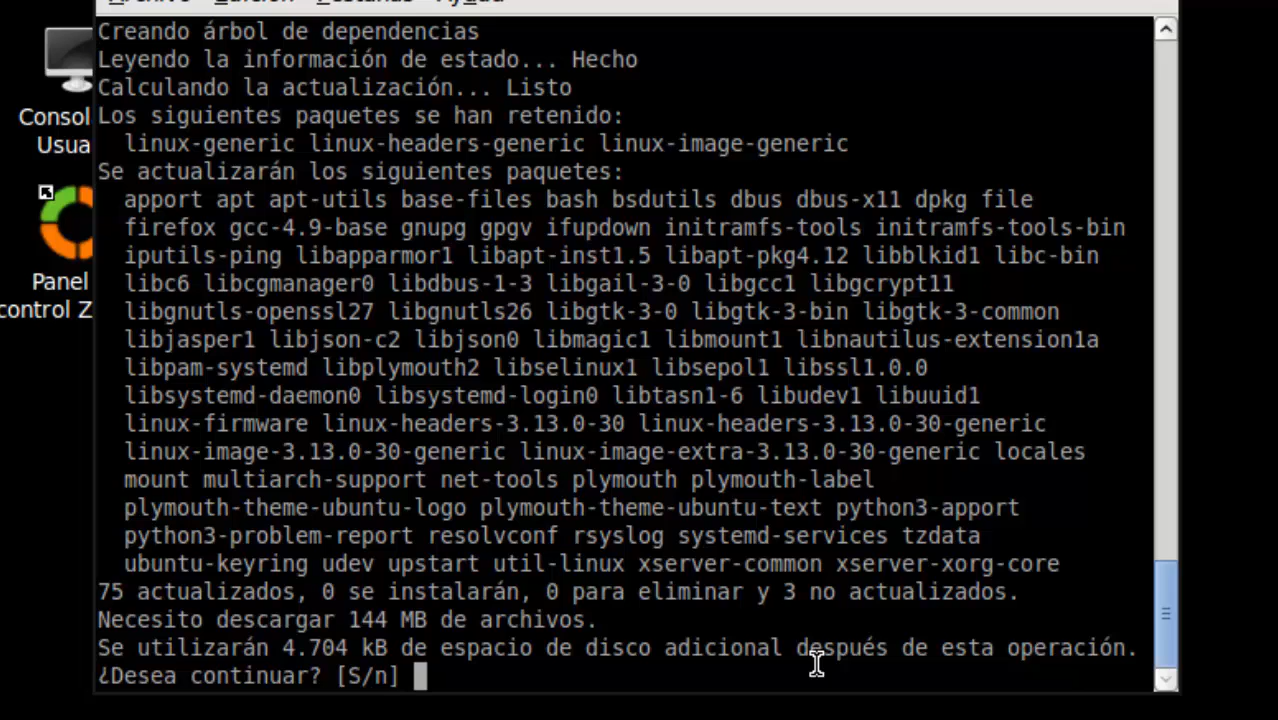 Creando árbol de dependencias
Leyendo la información de estado... Hecho
Calculando la actualización... Listo
Los siguientes paquetes se han retenido:
linux-generic linux-headers-generic linux-image-generic
Se actualizarán los siguientes paquetes:
apport apt apt-utils base-files bash bsdutils dbus dbus-x11 dpkg file
firefox gcc-4.9-base gnupg gpgv ifupdown initramfs-tools initramfs-tools-bin
iputils-ping libapparmor1 libapt-inst1.5 libapt-pkg4.12 libblkid1 libc-bin
libc6 libcgmanager0 libdbus-1-3 libgail-3-0 libgcc1 libgcrypt11
libgnutls-openssl27 libgnutls26 libgtk-3-0 libgtk-3-bin libgtk-3-common
libjasper1 libjson-c2 libjson0 libmagic1 libmount1 libnautilus-extension1a
libpam-systemd libplymouth2 libselinux1 libsepol1 libssl1.0.0
libsystemd-daemon0 libsystemd-login0 libtasn1-6 libudev1 libuuid1
linux-firmware linux-headers-3.13.0-30 linux-headers-3.13.0-30-generic
linux-image-3.13.0-30-generic linux-image-extra-3.13.0-30-generic locales
mount multiarch-support net-tools plymouth plymouth-label
plymouth-theme-ubuntu-logo plymouth-theme-ubuntu-text python3-apport
python3-problem-report resolvconf rsyslog systemd-services tzdata
ubuntu-keyring udev upstart util-linux xserver-common xserver-xorg-core
75 actualizados, 0 se instalarán, 0 para eliminar y 3 no actualizados.
Necesito descargar 144 MB de archivos.
Se utilizarán 4.704 kB de espacio de disco adicional después de esta operación.
¿Desea continuar? [S/n]
Consol
Usua
Panel
control Z